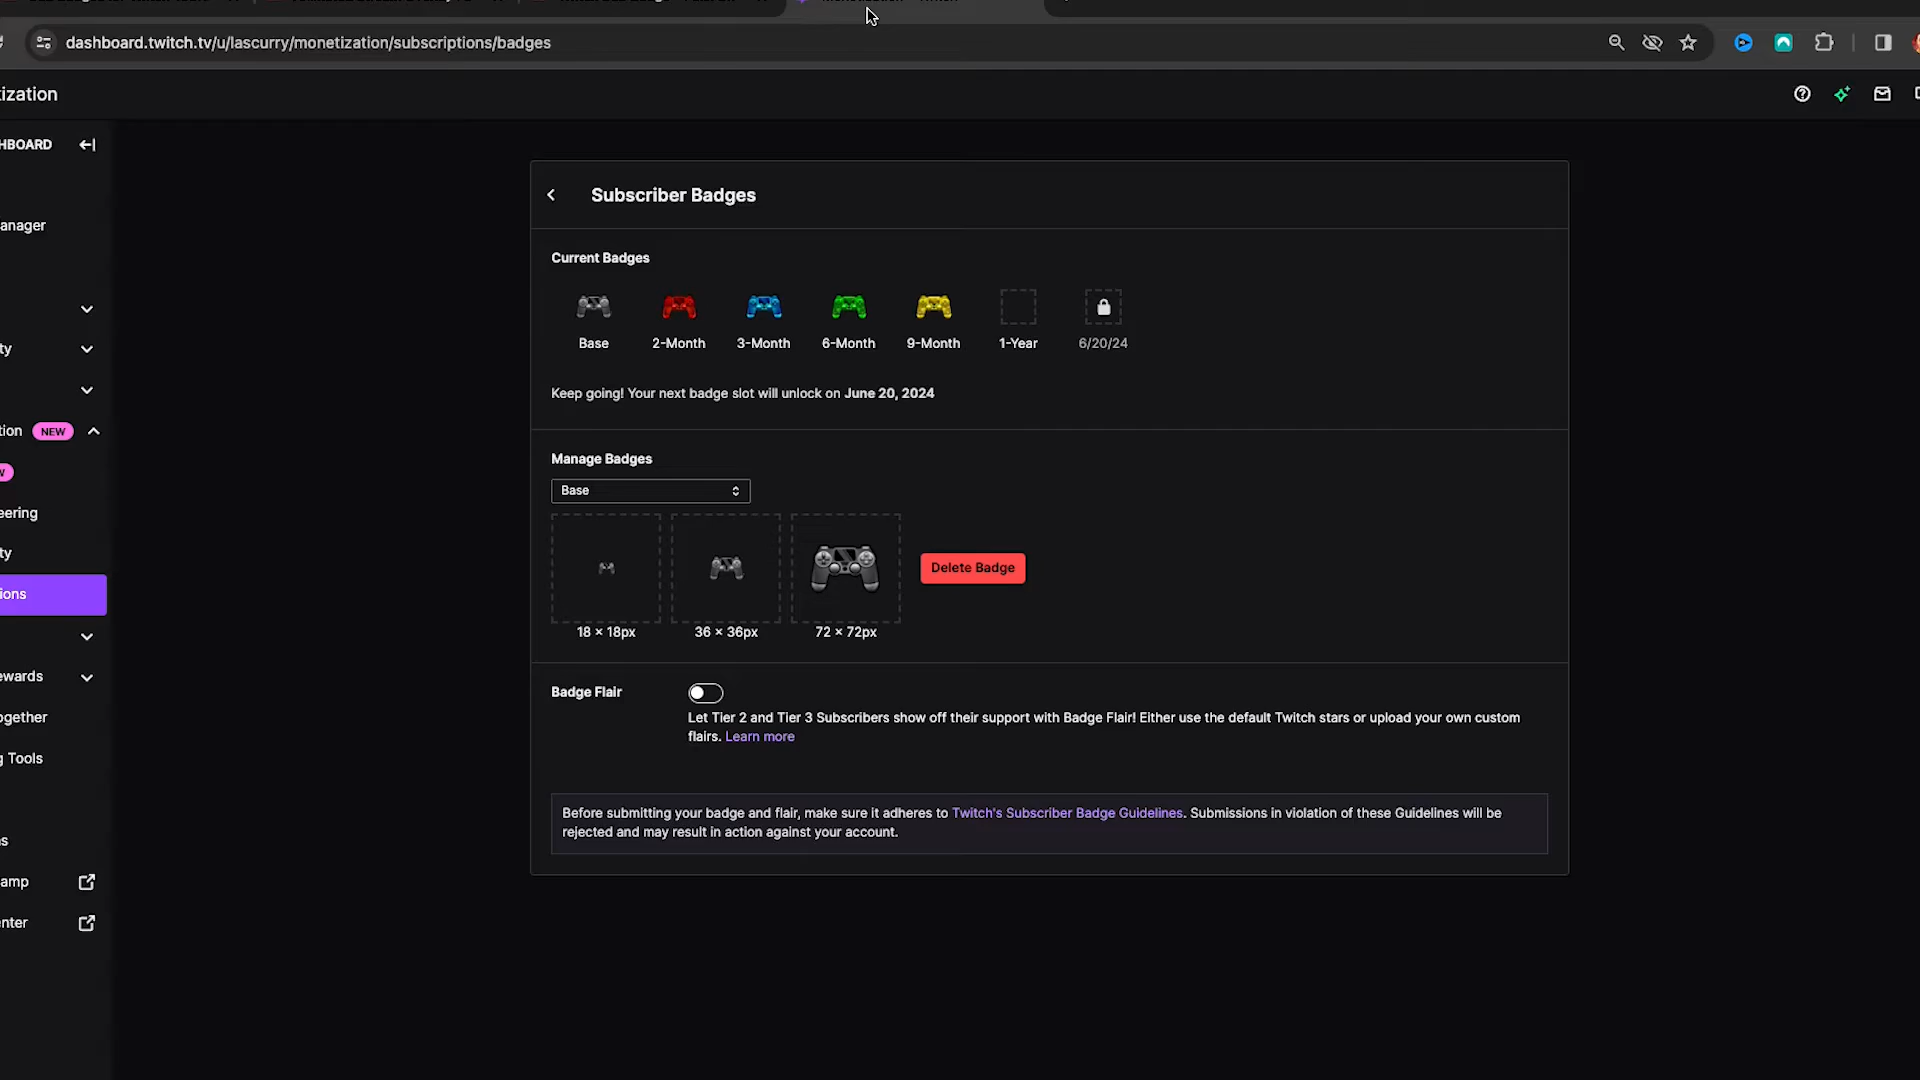 dashboard.twitch.tv/u/lascurry/monetization/subscriptions/badges
ization
HBOARD
Subscriber Badges
anager
Current Badges
Base
2-Month
3-Month
6-Month
9-Month
1-Year
6/20/24
ty
Keep going! Your next badge slot will unlock on June 20, 2024
tion NEW
Manage Badges
Base
eering
ty
ions
Delete Badge
18 × 18px
36 × 36px
72 × 72px
ewards
ogether
g Tools
Badge Flair
Let Tier 2 and Tier 3 Subscribers show off their support with Badge Flair! Either use the default Twitch stars or upload your own custom
flairs. Learn more
Before submitting your badge and flair, make sure it adheres to Twitch's Subscriber Badge Guidelines. Submissions in violation of these Guidelines will be
rejected and may result in action against your account.
s
amp
enter